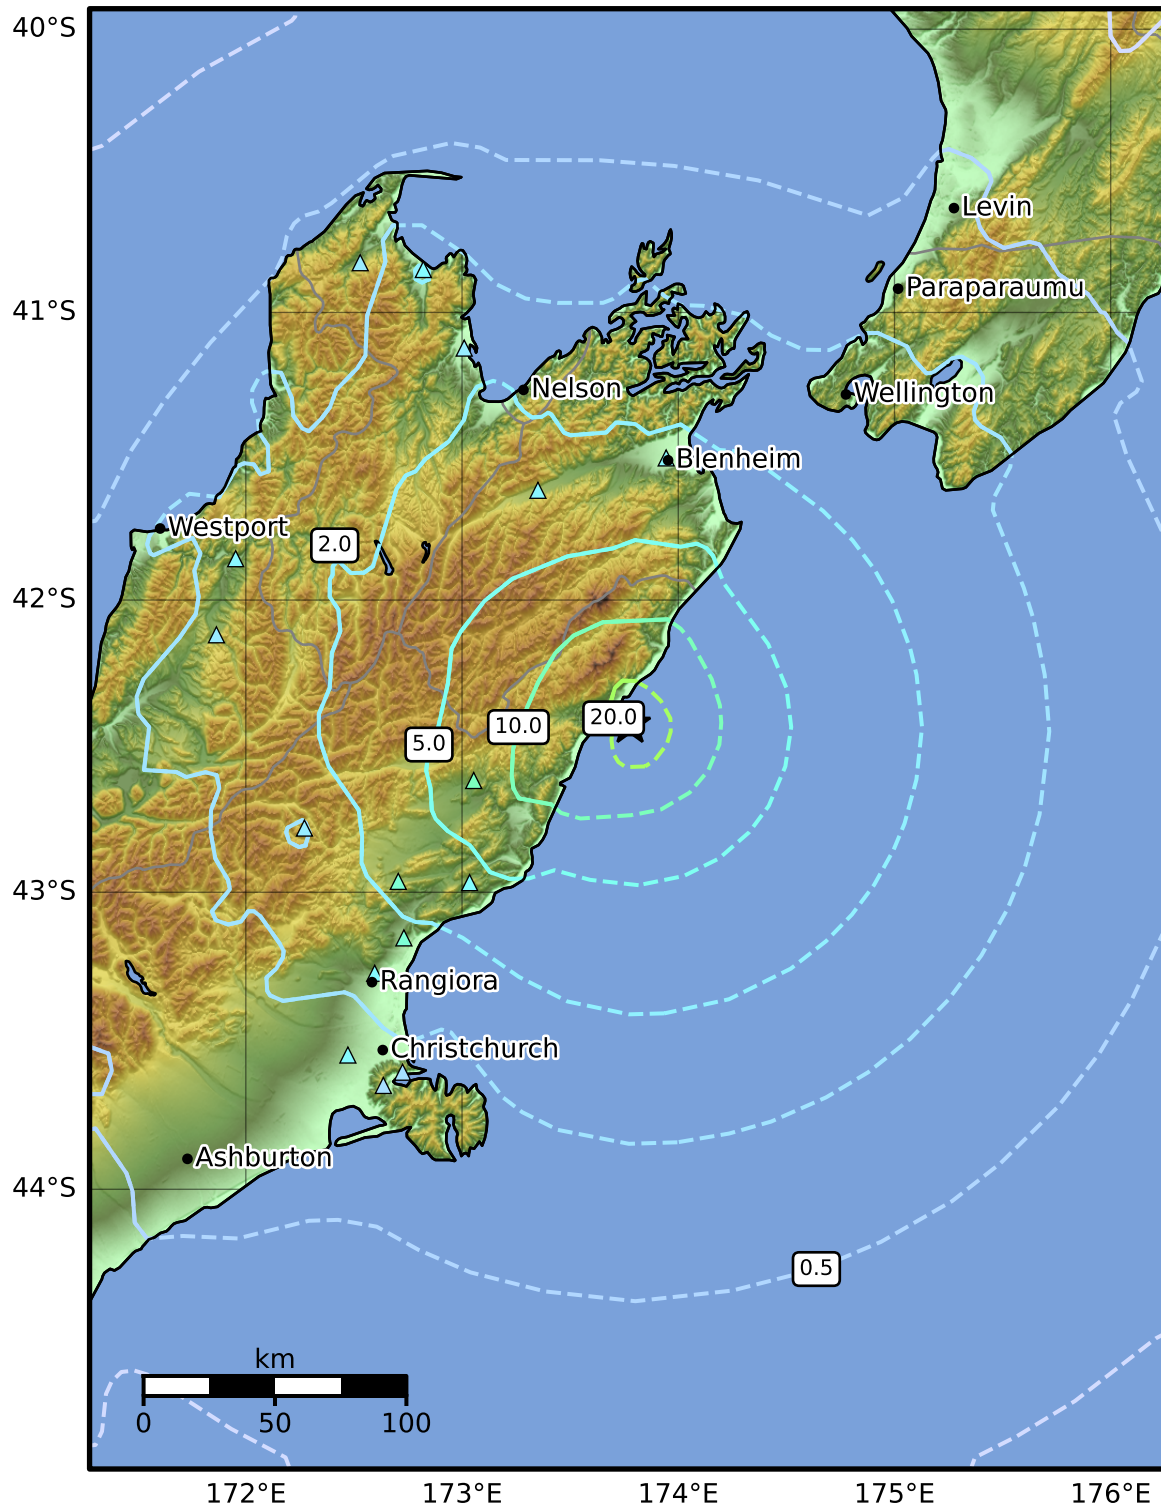 40°S
Levin
Paraparaumu
41°S
Nelson
Wellington
Blenheim
Westport
2.0
42°S
20.0
10.0
5.0
43°S
Rangiora
Christchurch
Ashburton
44°S
0.5
km
0 50 100
172°E 173°E 174°E 175°E 176°E